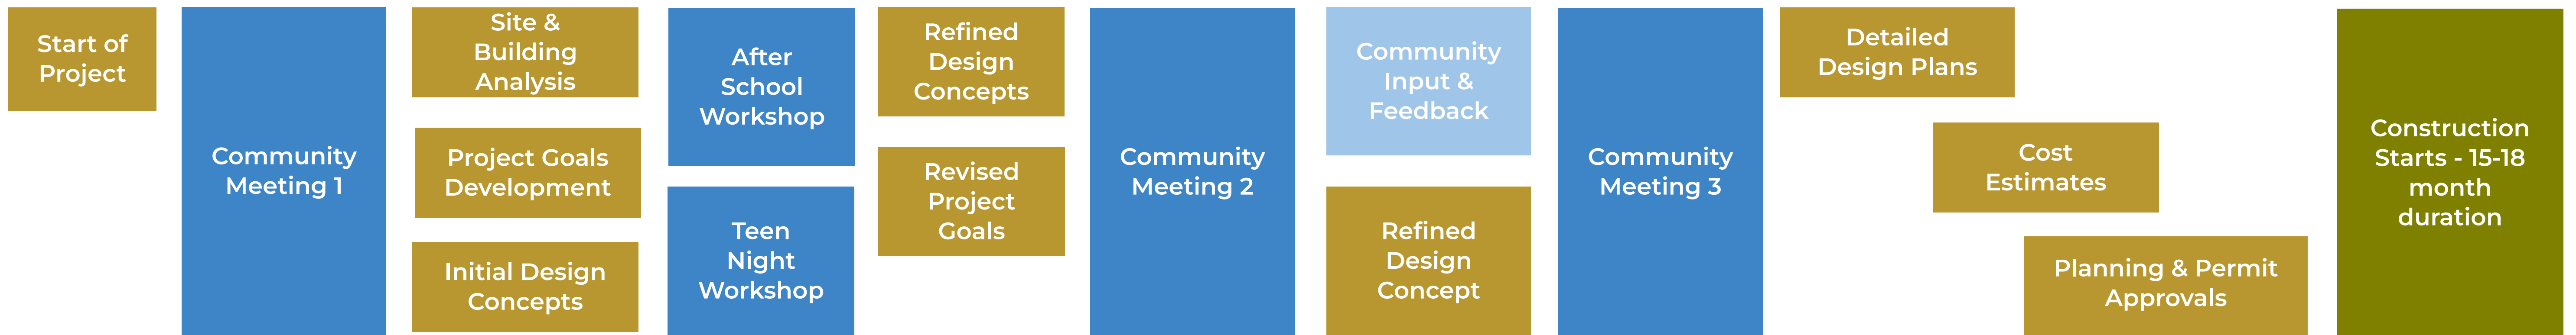 Start of
Project
Community
Meeting 1
Site &
Building
Analysis
Project Goals
Development
Initial Design
Concepts
After
School
Workshop
Teen
Night
Workshop
Refined
Design
Concepts
Revised
Project
Goals
Community
Meeting 2
Community
Input &
Feedback
Refined
Design
Concept
Community
Meeting 3
Detailed
Design Plans
Cost
Estimates
Planning & Permit
Approvals
Construction
Starts - 15-18
month
duration